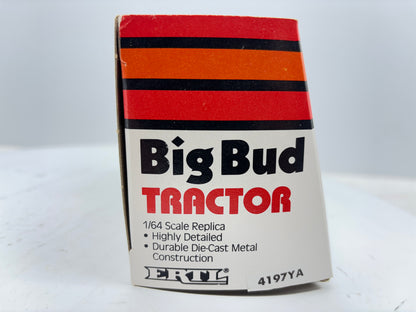 Big Bud
TRACTOR
1/64 Scale Replica
• Highly Detailed
• Durable Die-Cast Metal
Construction
ERTL®
4197YA